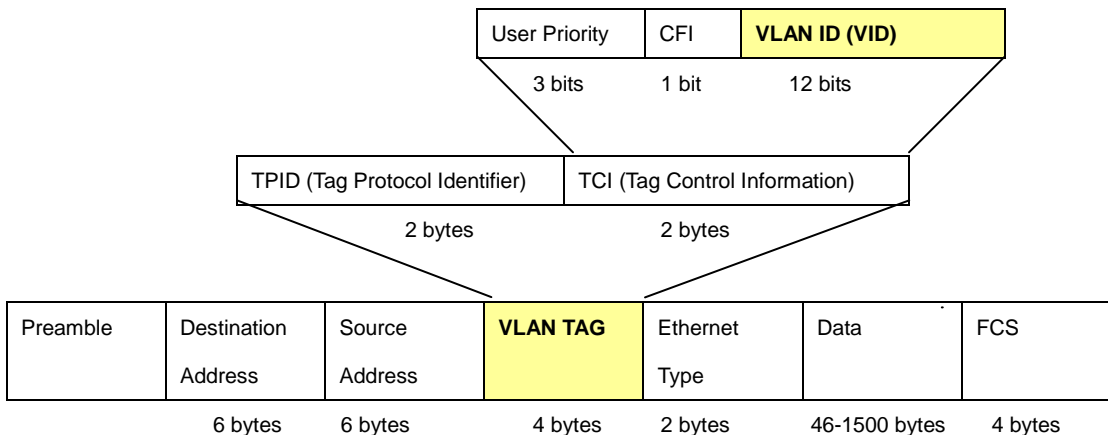 User Priority CFI VLAN ID (VID)
3 bits 1 bit 12 bits
TPID (Tag Protocol Identifier) TCI (Tag Control Information)
2 bytes 2 bytes
Preamble Destination Address Source Address VLAN TAG Ethernet Type Data FCS
6 bytes 6 bytes 4 bytes 2 bytes 46-1500 bytes 4 bytes